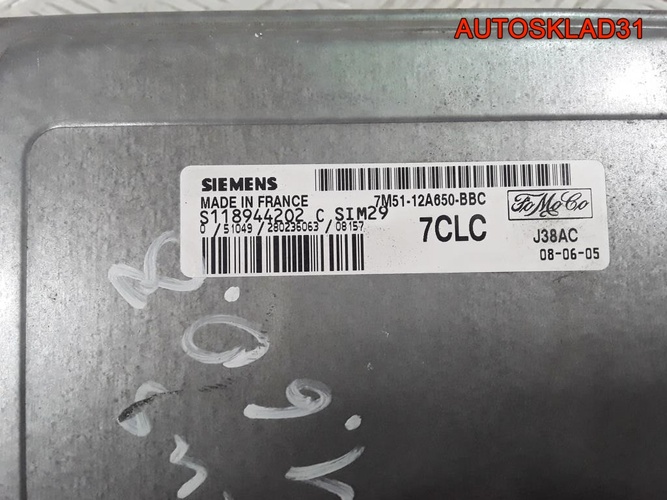 AUTOSKLAD31
SIEMENS
MADE IN FRANCE
7M51-12A650-BBC
FoMoCo
S118944202 C SIM29
0 / 51049 / 280236063 / 08157
7CLC
J38AC
08-06-05